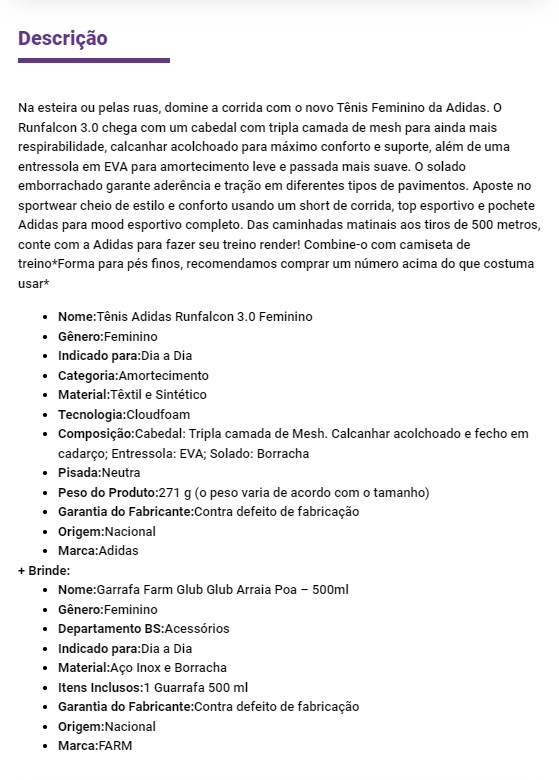 Descrição
Na esteira ou pelas ruas, domine a corrida com o novo Tênis Feminino da Adidas. O
Runfalcon 3.0 chega com um cabedal com tripla camada de mesh para ainda mais
respirabilidade, calcanhar acolchoado para máximo conforto e suporte, além de uma
entressola em EVA para amortecimento leve e passada mais suave. O solado
emborrachado garante aderência e tração em diferentes tipos de pavimentos. Aposte no
sportwear cheio de estilo e conforto usando um short de corrida, top esportivo e pochete
Adidas para mood esportivo completo. Das caminhadas matinais aos tiros de 500 metros,
conte com a Adidas para fazer seu treino render! Combine-o com camiseta de
treino*Forma para pés finos, recomendamos comprar um número acima do que costuma
usar*
• Nome:Tênis Adidas Runfalcon 3.0 Feminino
• Gênero:Feminino
• Indicado para:Dia a Dia
• Categoria:Amortecimento
• Material:Têxtil e Sintético
• Tecnologia:Cloudfoam
• Composição:Cabedal: Tripla camada de Mesh. Calcanhar acolchoado e fecho em
cadarço; Entressola: EVA; Solado: Borracha
• Pisada:Neutra
• Peso do Produto:271 g (o peso varia de acordo com o tamanho)
• Garantia do Fabricante:Contra defeito de fabricação
• Origem:Nacional
• Marca:Adidas
+ Brinde:
• Nome:Garrafa Farm Glub Glub Arraia Poa – 500ml
• Gênero:Feminino
• Departamento BS:Acessórios
• Indicado para:Dia a Dia
• Material:Aço Inox e Borracha
• Itens Inclusos:1 Guarrafa 500 ml
• Garantia do Fabricante:Contra defeito de fabricação
• Origem:Nacional
• Marca:FARM